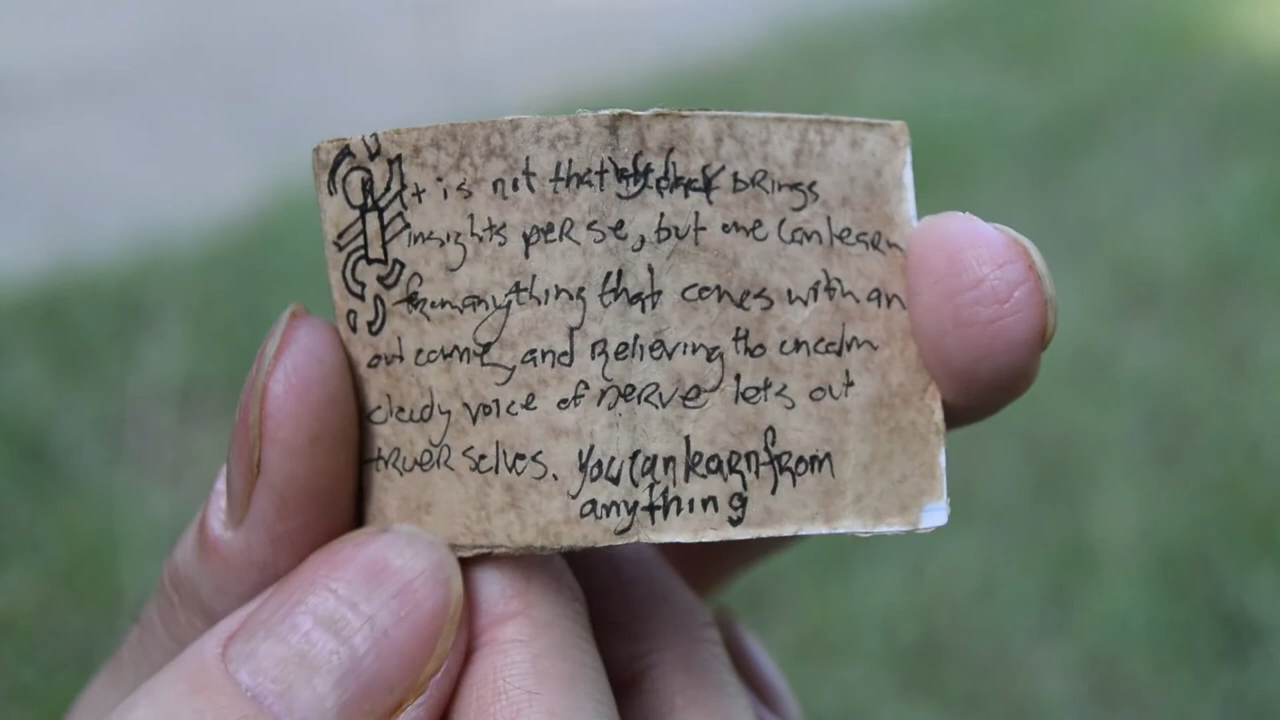 It is not that brings
insights per se, but one can learn
from anything that comes with an
outcome, and Relieving the uncalm
cloudy voice of nerve lets out
truer selves. You can learn from
anything